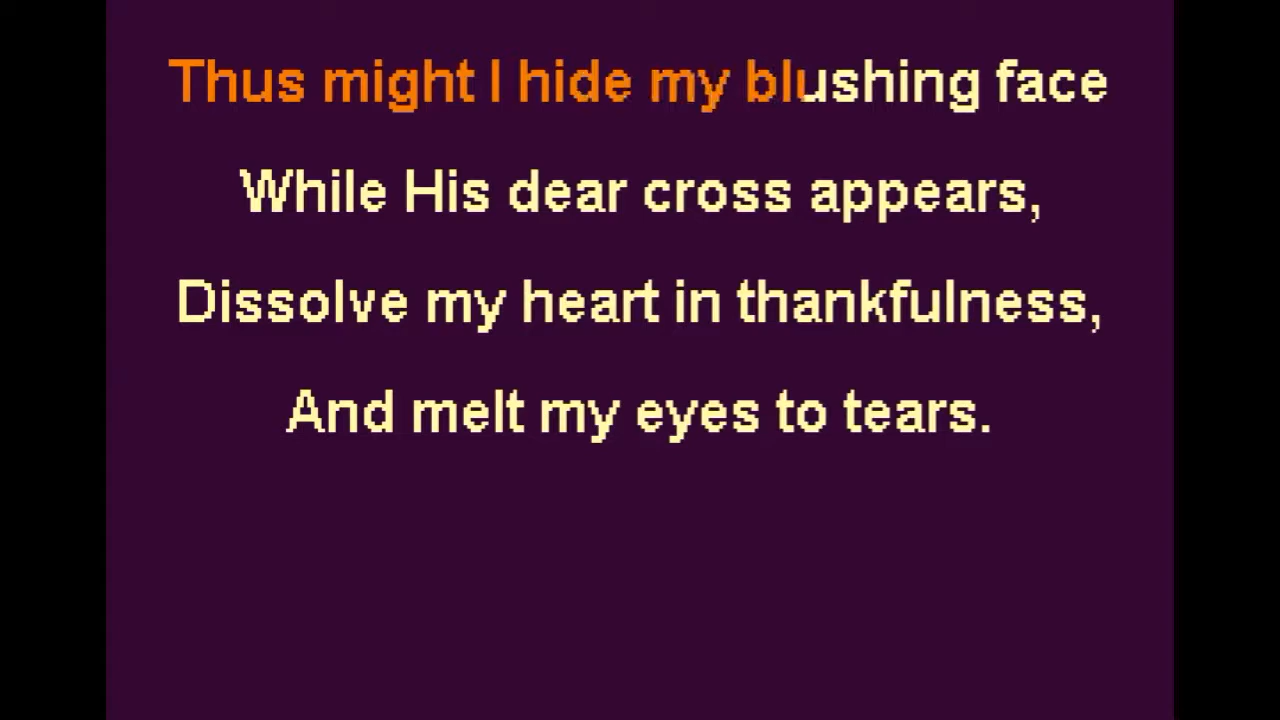 Thus might I hide my blushing face
While His dear cross appears,
Dissolve my heart in thankfulness,
And melt my eyes to tears.